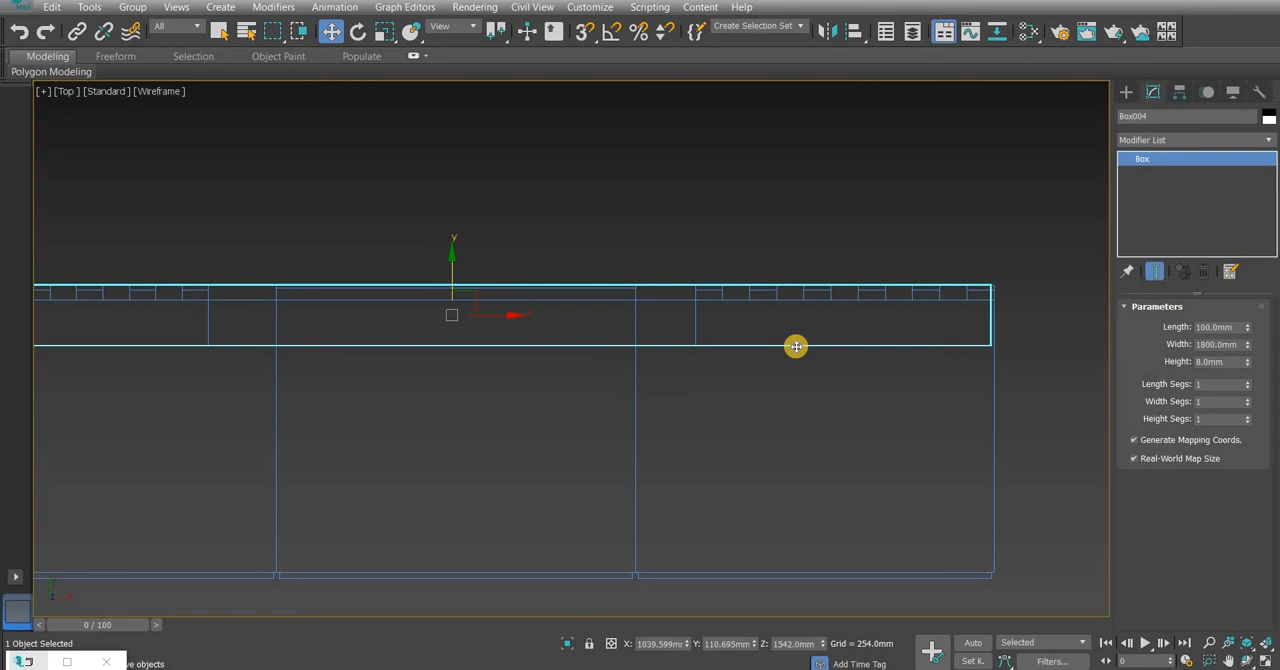 Edit Tools Group Views Create Modifiers Animation Graph Editors Rendering Civil View Customize Scripting Content Help
All View Create Selection Set
Modeling Freeform Selection Object Paint Populate
Polygon Modeling
[+] [Top ] [Standard ] [Wireframe ]
Box004
Modifier List
Box
y
Parameters
Length: 100.0mm
Width: 1800.0mm
Height: 8.0mm
Length Segs: 1
Width Segs: 1
Height Segs: 1
Generate Mapping Coords.
Real-World Map Size
0 / 100
1 Object Selected X: 1039.599mm Y: 110.695mm Z: 1542.0mm Grid = 254.0mm Auto Selected
ve objects Add Time Tag Set K. Filters... 0